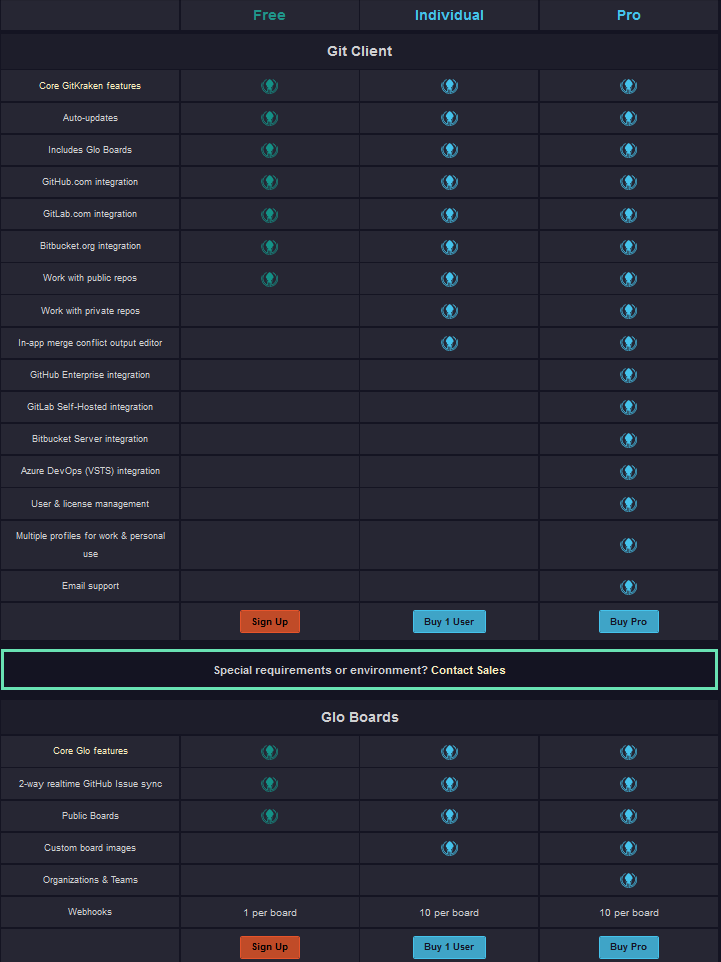 Free Individual Pro
Git Client
Core GitKraken features
Auto-updates
Includes Glo Boards
GitHub.com integration
GitLab.com integration
Bitbucket.org integration
Work with public repos
Work with private repos
In-app merge conflict output editor
GitHub Enterprise integration
GitLab Self-Hosted integration
Bitbucket Server integration
Azure DevOps (VSTS) integration
User & license management
Multiple profiles for work & personal
use
Email support
Sign Up Buy 1 User Buy Pro
Special requirements or environment? Contact Sales
Glo Boards
Core Glo features
2-way realtime GitHub Issue sync
Public Boards
Custom board images
Organizations & Teams
Webhooks 1 per board 10 per board 10 per board
Sign Up Buy 1 User Buy Pro